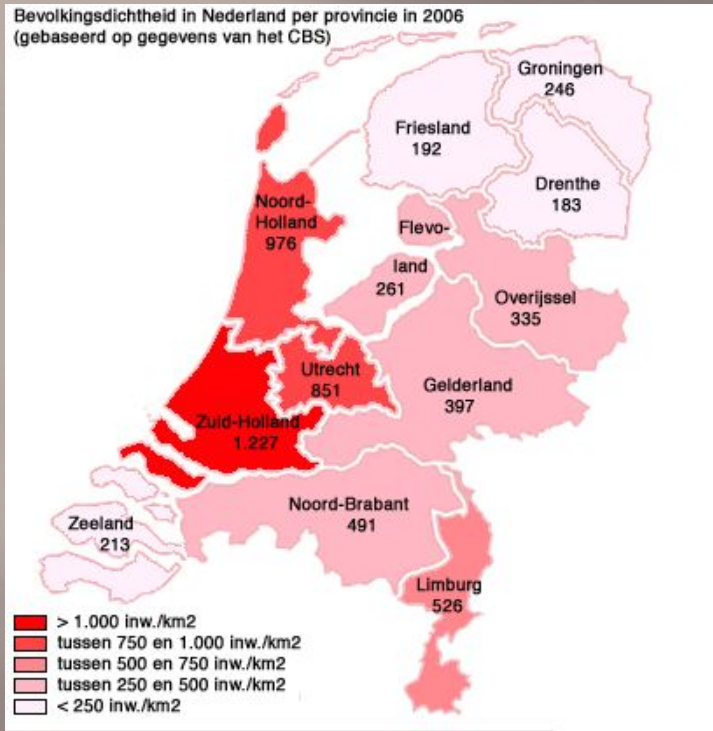 Bevolkingsdichtheid in Nederland per provincie in 2006
(gebaseerd op gegevens van het CBS)
Groningen
246
Friesland
192
Drenthe
183
Noord-
Holland
976
Flevo-
land
261
Overijssel
335
Utrecht
851
Gelderland
397
Zuid-Holland
1.227
Noord-Brabant
491
Zeeland
213
Limburg
526
> 1.000 inw./km2
tussen 750 en 1.000 inw./km2
tussen 500 en 750 inw./km2
tussen 250 en 500 inw./km2
< 250 inw./km2